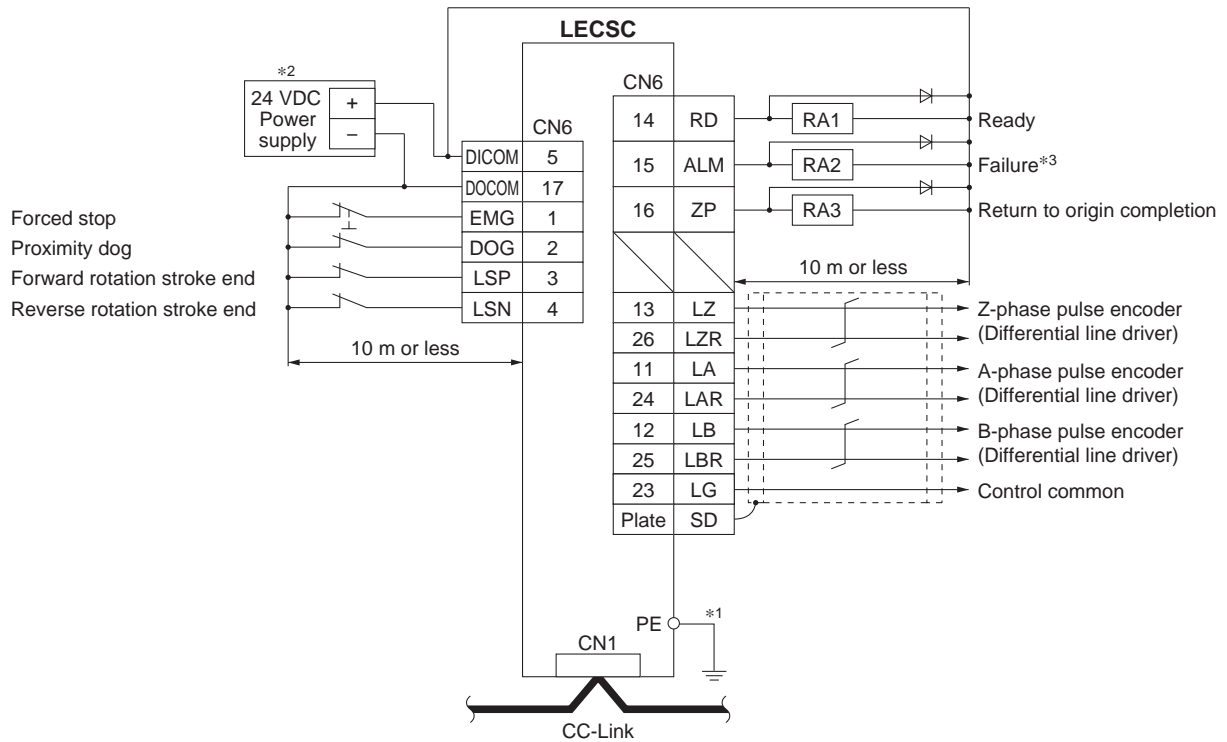 LECSC
*2
24 VDC
Power
supply
+
−
CN6
DICOM 5
DOCOM 17
EMG 1
DOG 2
LSP 3
LSN 4
Forced stop
Proximity dog
Forward rotation stroke end
Reverse rotation stroke end
10 m or less
CN6
14 RD RA1 Ready
15 ALM RA2 Failure*3
16 ZP RA3 Return to origin completion
10 m or less
13 LZ Z-phase pulse encoder
26 LZR (Differential line driver)
11 LA A-phase pulse encoder
24 LAR (Differential line driver)
12 LB B-phase pulse encoder
25 LBR (Differential line driver)
23 LG Control common
Plate SD
PE *1
CN1
CC-Link